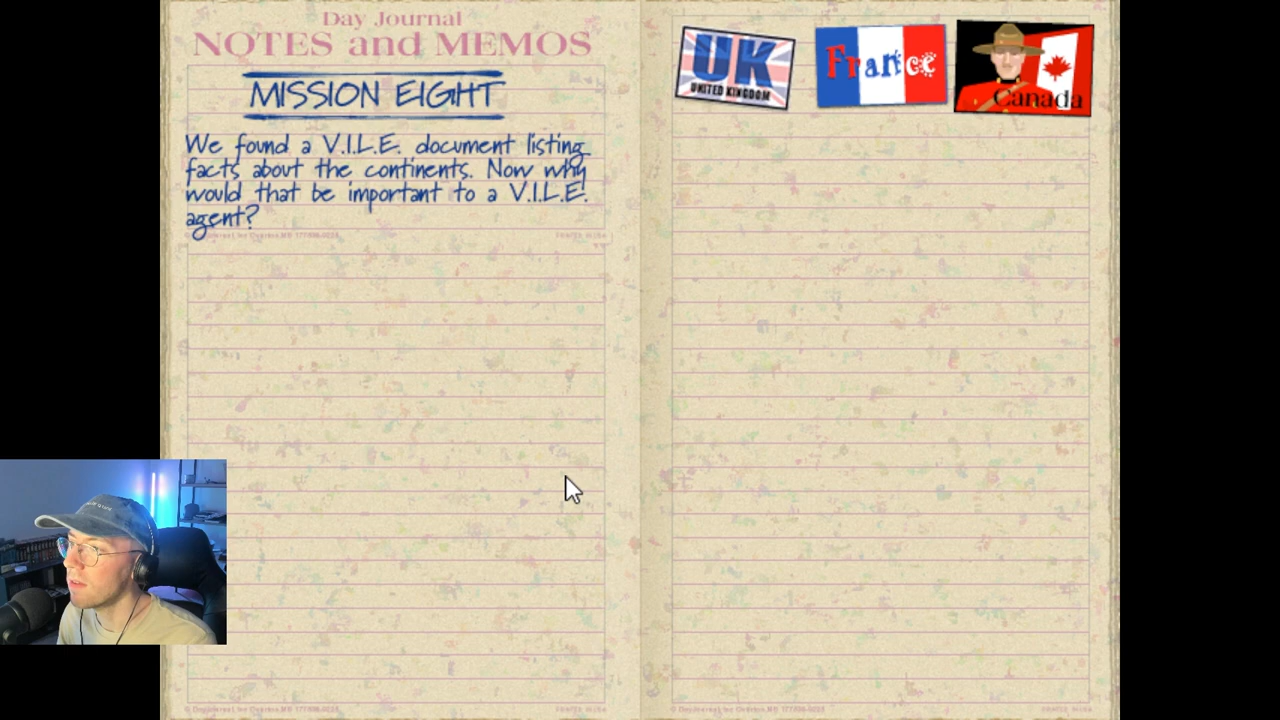 Day Journal
NOTES and MEMOS
MISSION EIGHT
We found a V.I.L.E. document listing
facts about the continents. Now why
would that be important to a V.I.L.E.
agent?
UK
UNITED KINGDOM
France
Canada